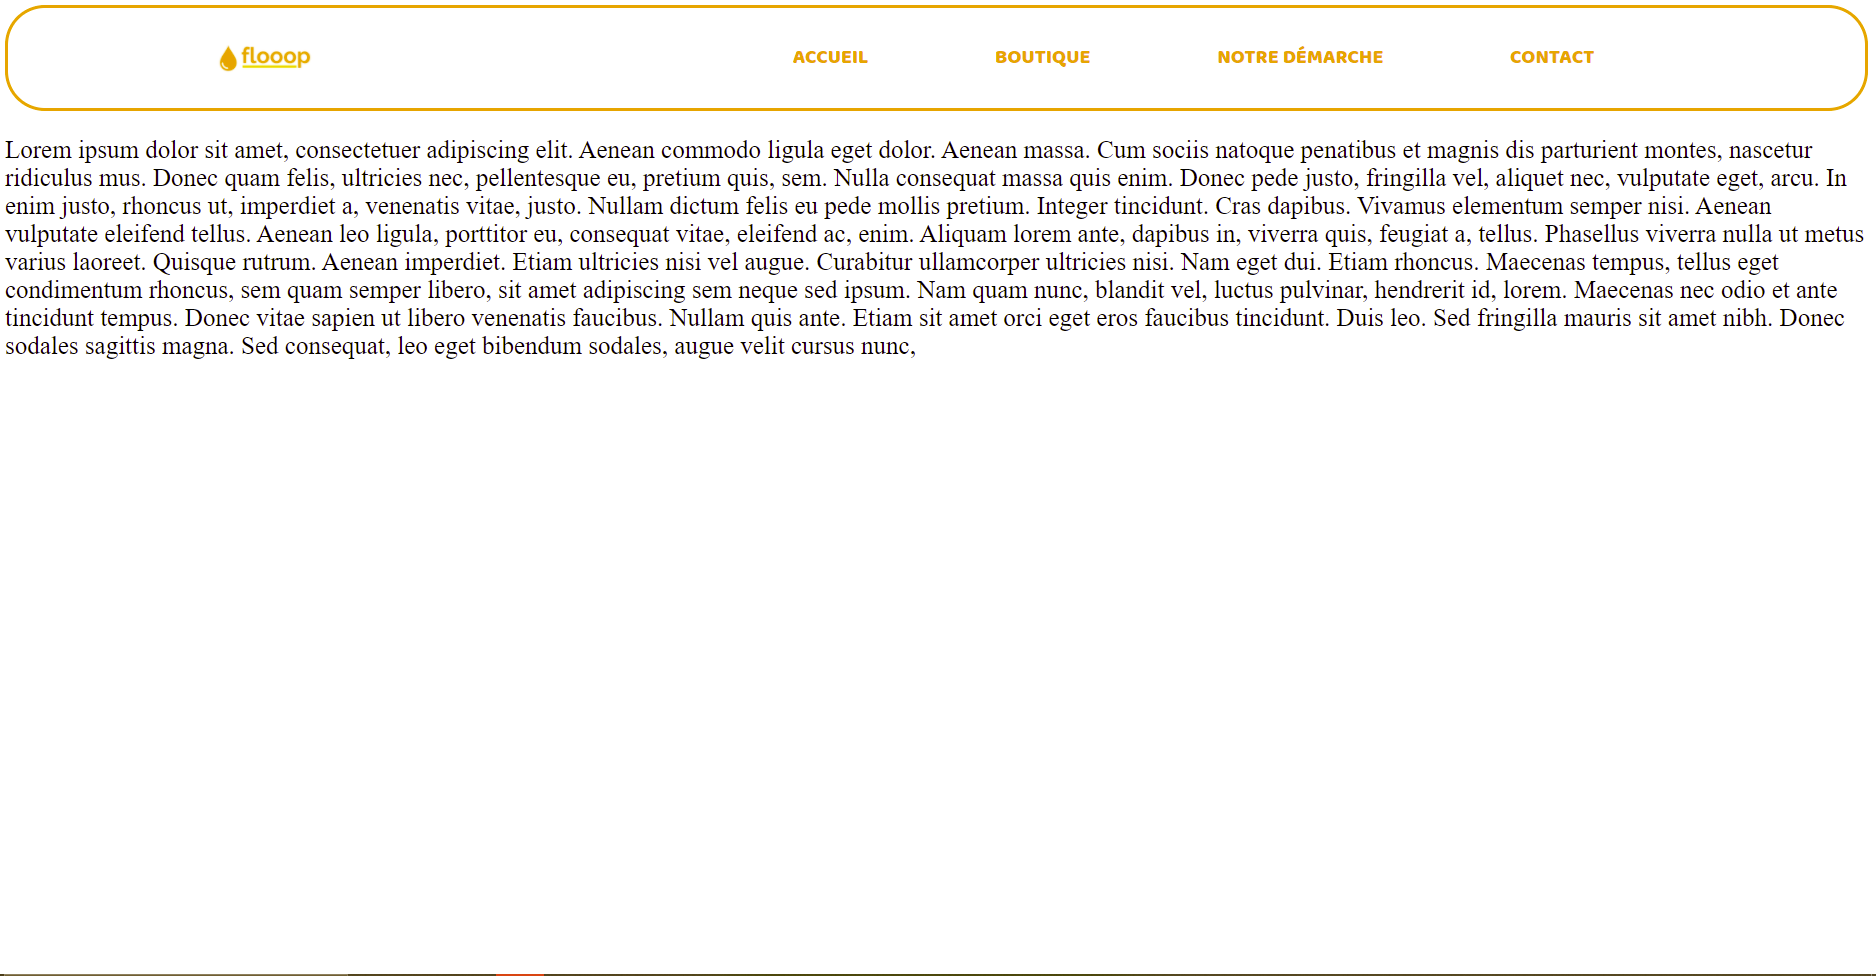 flooop ACCUEIL BOUTIQUE NOTRE DÉMARCHE CONTACT
Lorem ipsum dolor sit amet, consectetuer adipiscing elit. Aenean commodo ligula eget dolor. Aenean massa. Cum sociis natoque penatibus et magnis dis parturient montes, nascetur
ridiculus mus. Donec quam felis, ultricies nec, pellentesque eu, pretium quis, sem. Nulla consequat massa quis enim. Donec pede justo, fringilla vel, aliquet nec, vulputate eget, arcu. In
enim justo, rhoncus ut, imperdiet a, venenatis vitae, justo. Nullam dictum felis eu pede mollis pretium. Integer tincidunt. Cras dapibus. Vivamus elementum semper nisi. Aenean
vulputate eleifend tellus. Aenean leo ligula, porttitor eu, consequat vitae, eleifend ac, enim. Aliquam lorem ante, dapibus in, viverra quis, feugiat a, tellus. Phasellus viverra nulla ut metus
varius laoreet. Quisque rutrum. Aenean imperdiet. Etiam ultricies nisi vel augue. Curabitur ullamcorper ultricies nisi. Nam eget dui. Etiam rhoncus. Maecenas tempus, tellus eget
condimentum rhoncus, sem quam semper libero, sit amet adipiscing sem neque sed ipsum. Nam quam nunc, blandit vel, luctus pulvinar, hendrerit id, lorem. Maecenas nec odio et ante
tincidunt tempus. Donec vitae sapien ut libero venenatis faucibus. Nullam quis ante. Etiam sit amet orci eget eros faucibus tincidunt. Duis leo. Sed fringilla mauris sit amet nibh. Donec
sodales sagittis magna. Sed consequat, leo eget bibendum sodales, augue velit cursus nunc,